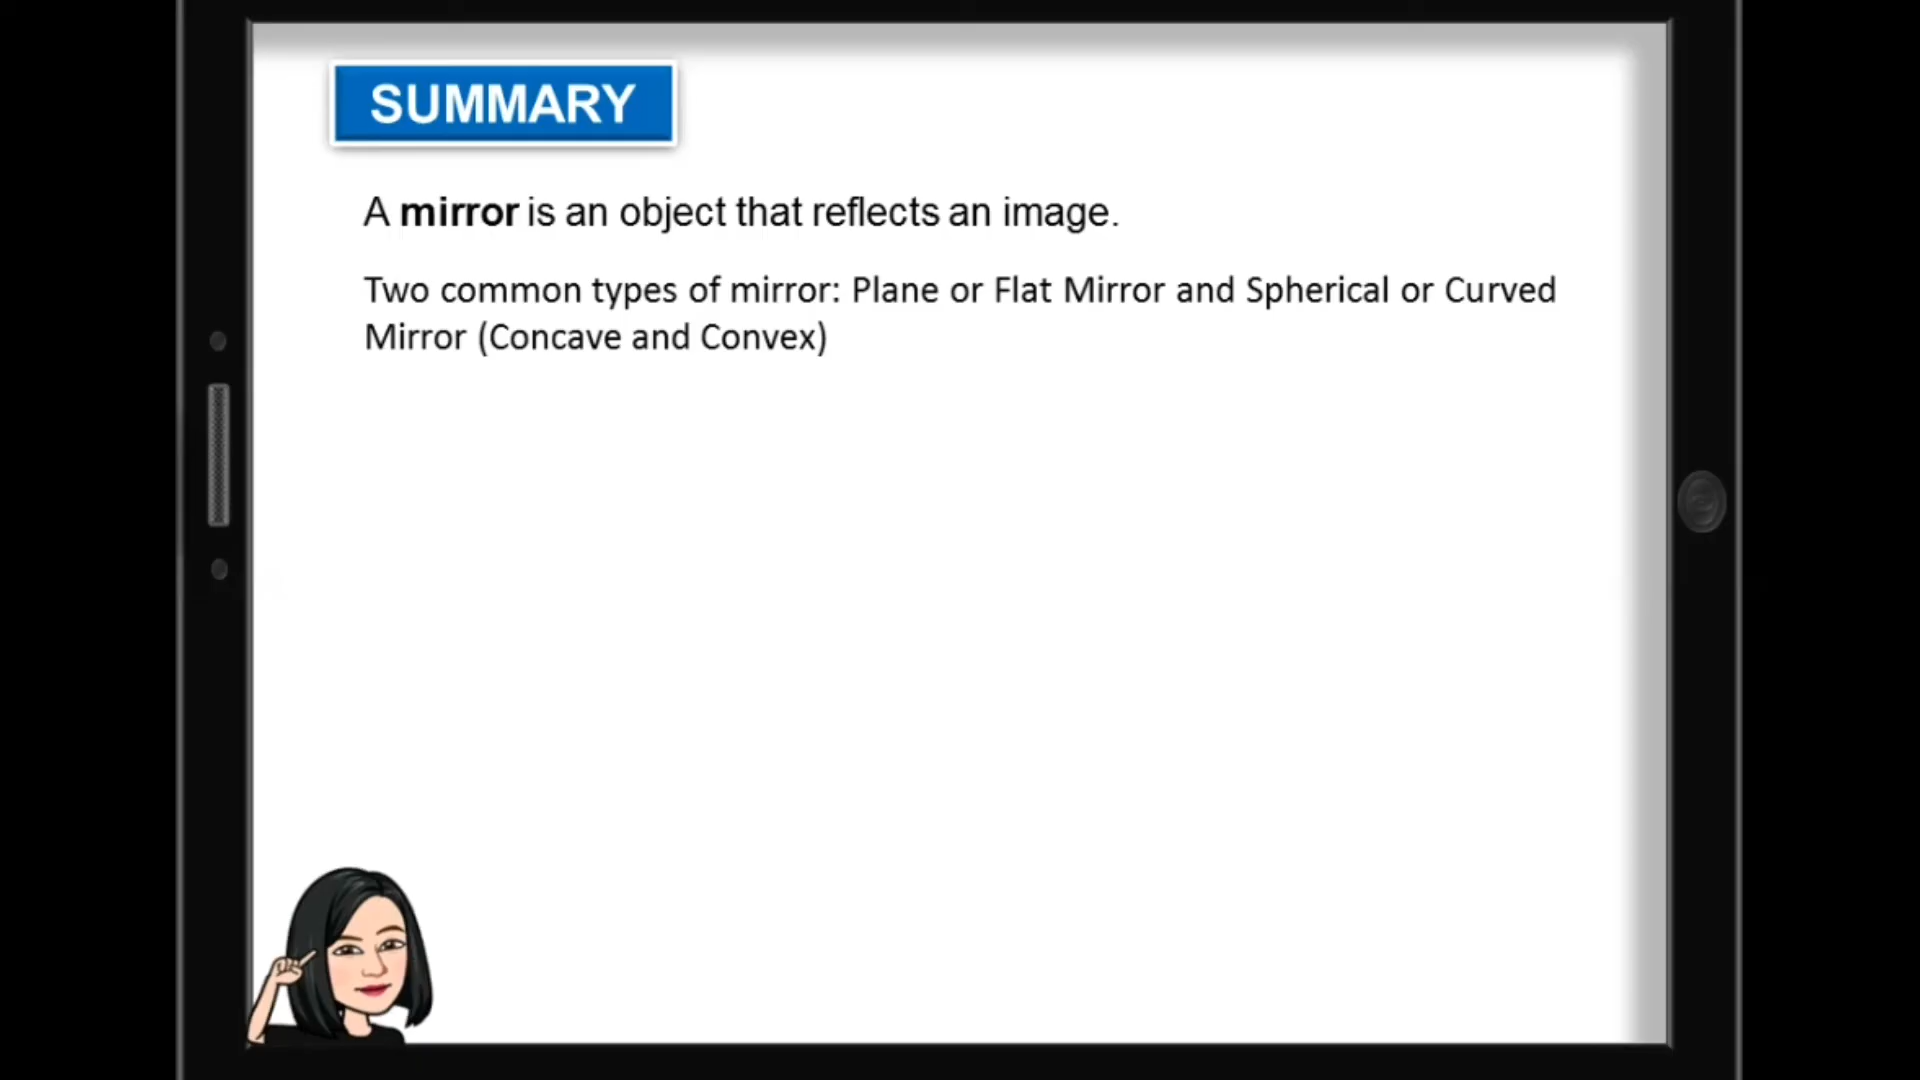 SUMMARY
A mirror is an object that reflects an image.
Two common types of mirror: Plane or Flat Mirror and Spherical or Curved
Mirror (Concave and Convex)